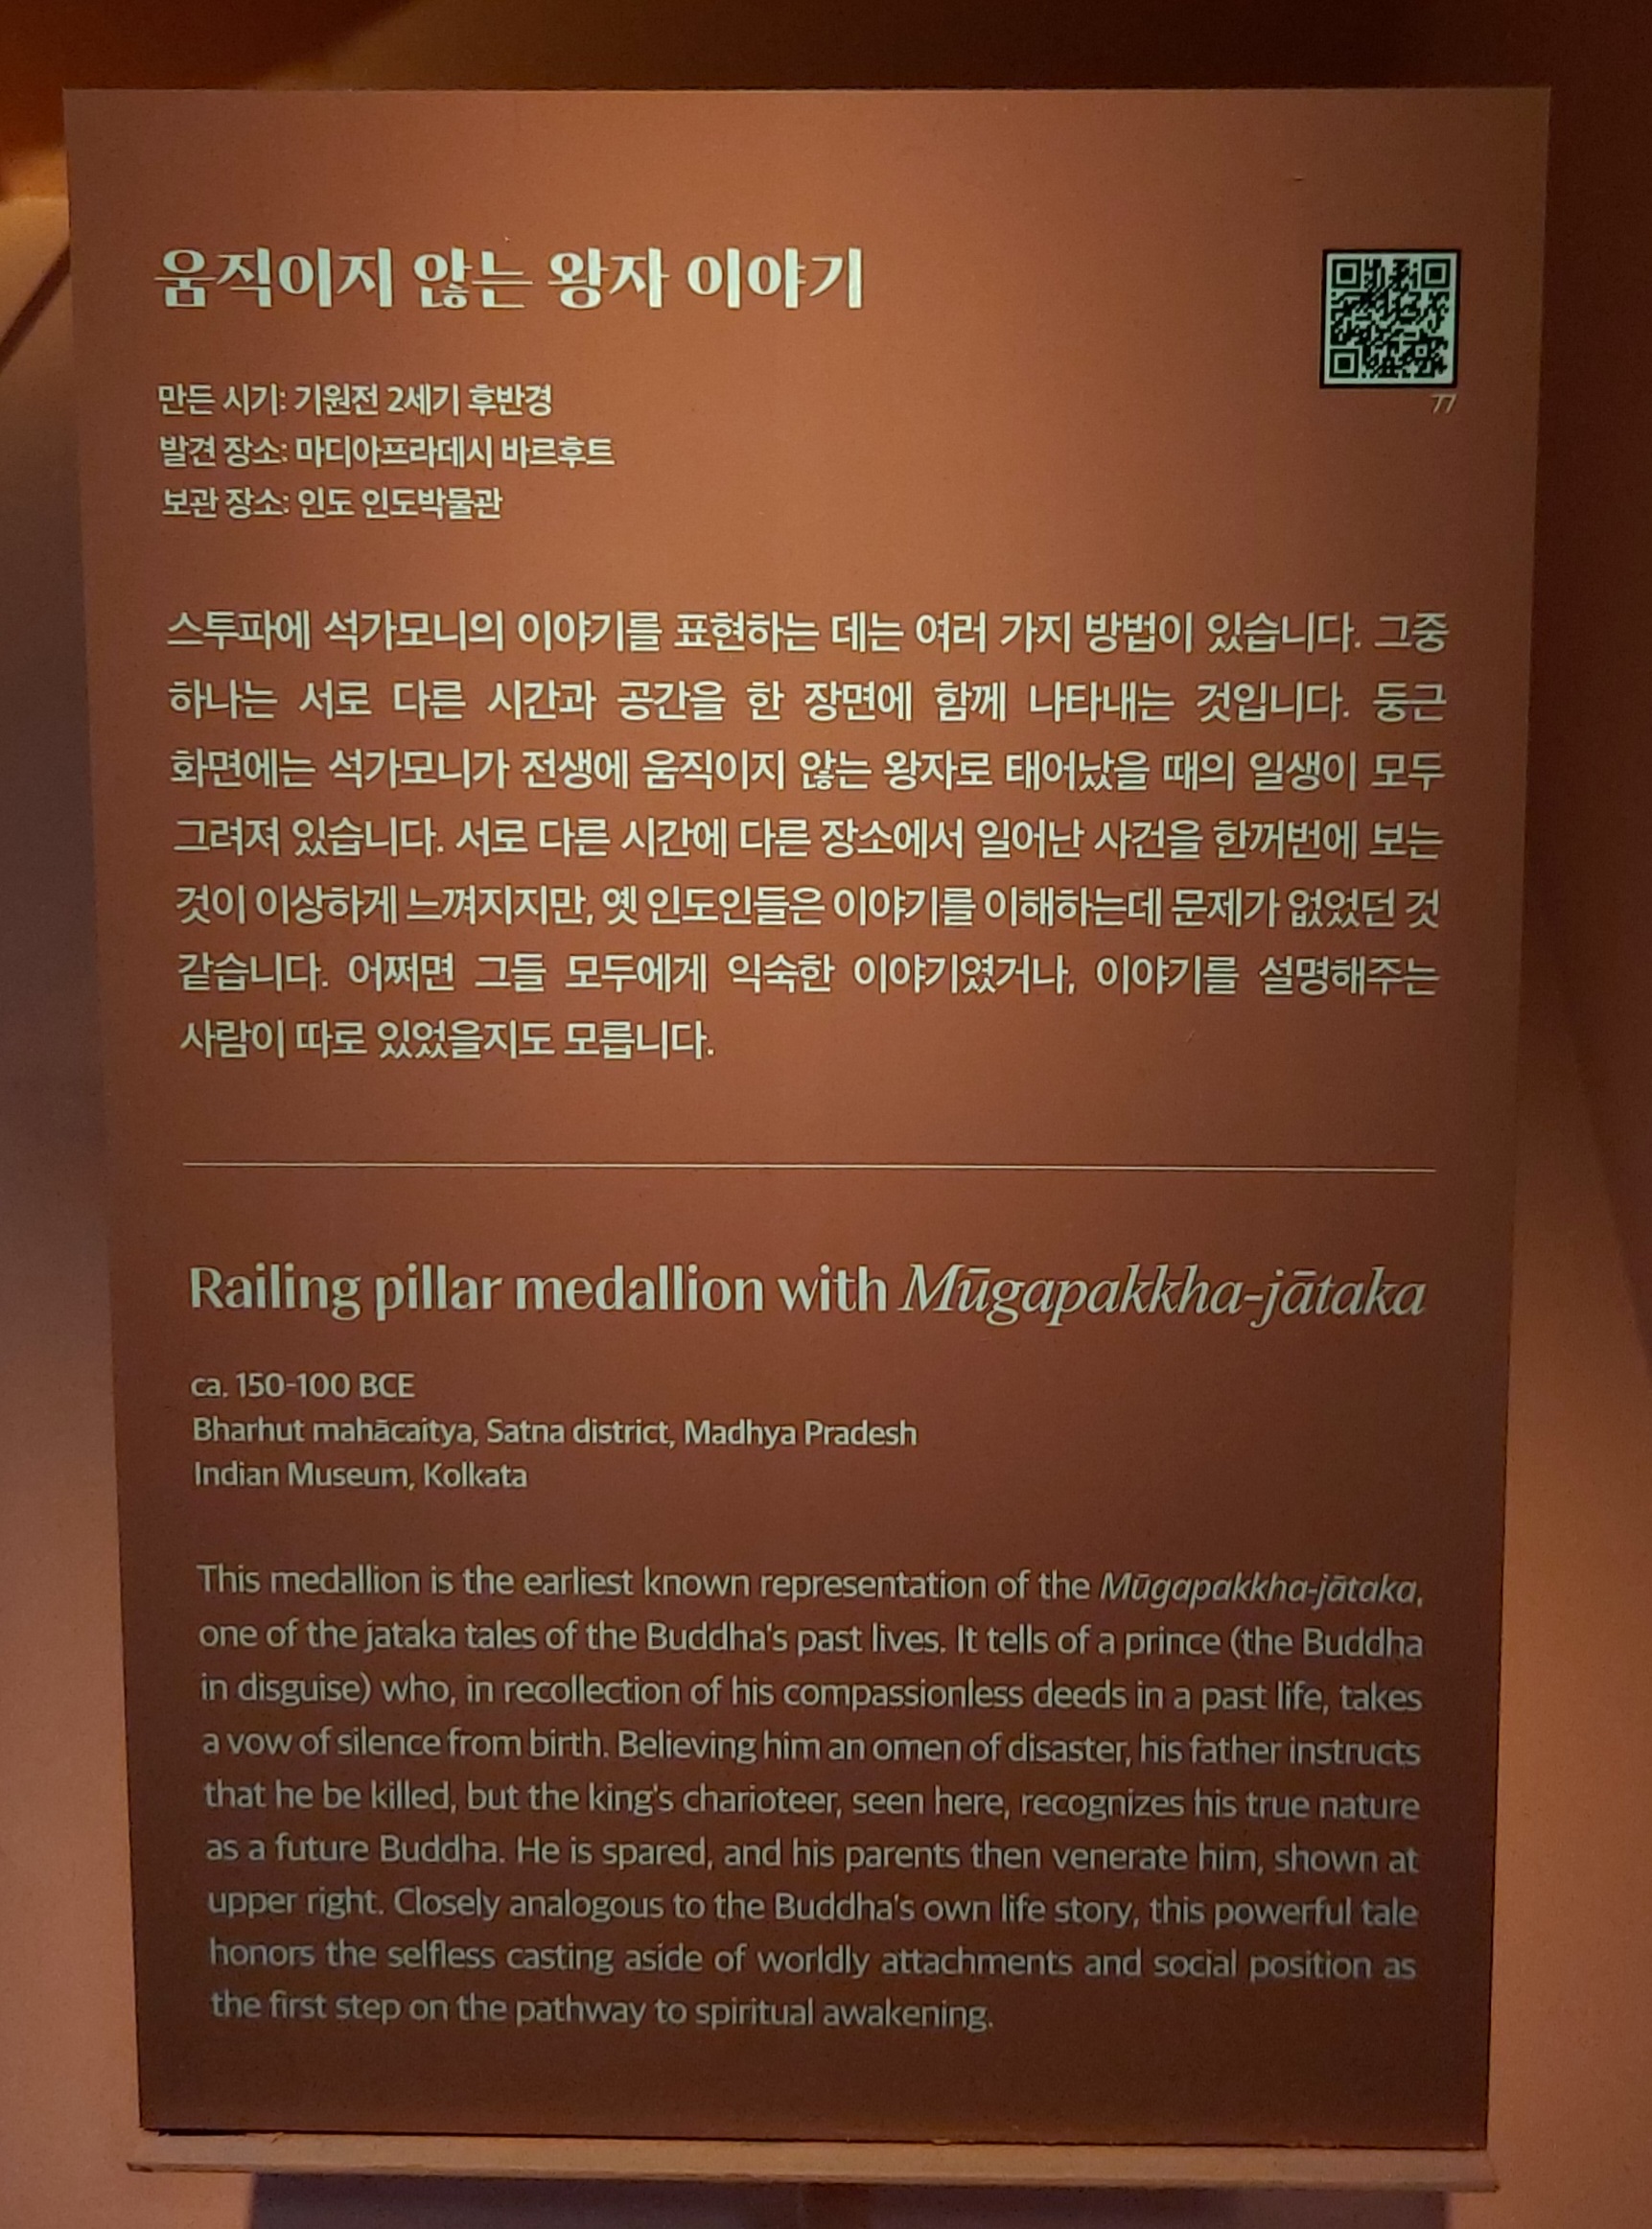 움직이지 않는 왕자 이야기
77
만든 시기: 기원전 2세기 후반경
발견 장소: 마디아프라데시 바르후트
보관 장소: 인도 인도박물관
스투파에 석가모니의 이야기를 표현하는 데는 여러 가지 방법이 있습니다. 그중
하나는 서로 다른 시간과 공간을 한 장면에 함께 나타내는 것입니다. 둥근
화면에는 석가모니가 전생에 움직이지 않는 왕자로 태어났을 때의 일생이 모두
그려져 있습니다. 서로 다른 시간에 다른 장소에서 일어난 사건을 한꺼번에 보는
것이 이상하게 느껴지지만, 옛 인도인들은 이야기를 이해하는데 문제가 없었던 것
같습니다. 어쩌면 그들 모두에게 익숙한 이야기였거나, 이야기를 설명해주는
사람이 따로 있었을지도 모릅니다.
Railing pillar medallion with Mūgapakkha-jātaka
ca. 150-100 BCE
Bharhut mahācaitya, Satna district, Madhya Pradesh
Indian Museum, Kolkata
This medallion is the earliest known representation of the Mūgapakkha-jātaka,
one of the jataka tales of the Buddha's past lives. It tells of a prince (the Buddha
in disguise) who, in recollection of his compassionless deeds in a past life, takes
a vow of silence from birth. Believing him an omen of disaster, his father instructs
that he be killed, but the king's charioteer, seen here, recognizes his true nature
as a future Buddha. He is spared, and his parents then venerate him, shown at
upper right. Closely analogous to the Buddha's own life story, this powerful tale
honors the selfless casting aside of worldly attachments and social position as
the first step on the pathway to spiritual awakening.